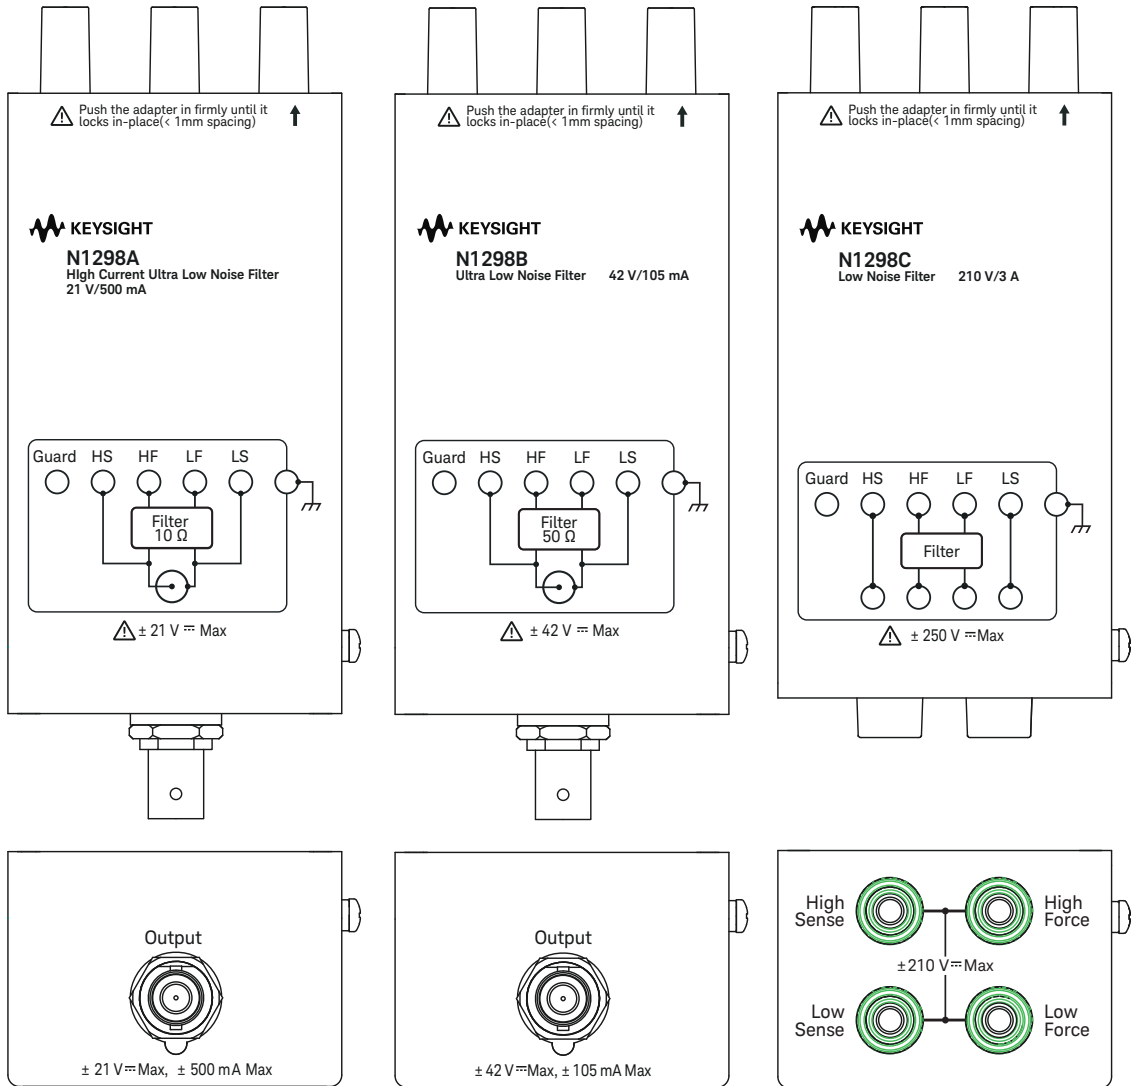 Push the adapter in firmly until it
locks in-place(< 1mm spacing)
KEYSIGHT
N1298A
HIgh Current Ultra Low Noise Filter
21 V/500 mA
Guard HS HF LF LS
Filter
10 Ω
± 21 V ⎓ Max
Output
± 21 V⎓Max, ± 500 mA Max
Push the adapter in firmly until it
locks in-place(< 1mm spacing)
KEYSIGHT
N1298B
Ultra Low Noise Filter 42 V/105 mA
Guard HS HF LF LS
Filter
50 Ω
± 42 V ⎓ Max
Output
± 42 V⎓Max, ± 105 mA Max
Push the adapter in firmly until it
locks in-place(< 1mm spacing)
KEYSIGHT
N1298C
Low Noise Filter 210 V/3 A
Guard HS HF LF LS
Filter
± 250 V ⎓Max
High
Sense
High
Force
±210 V⎓Max
Low
Sense
Low
Force